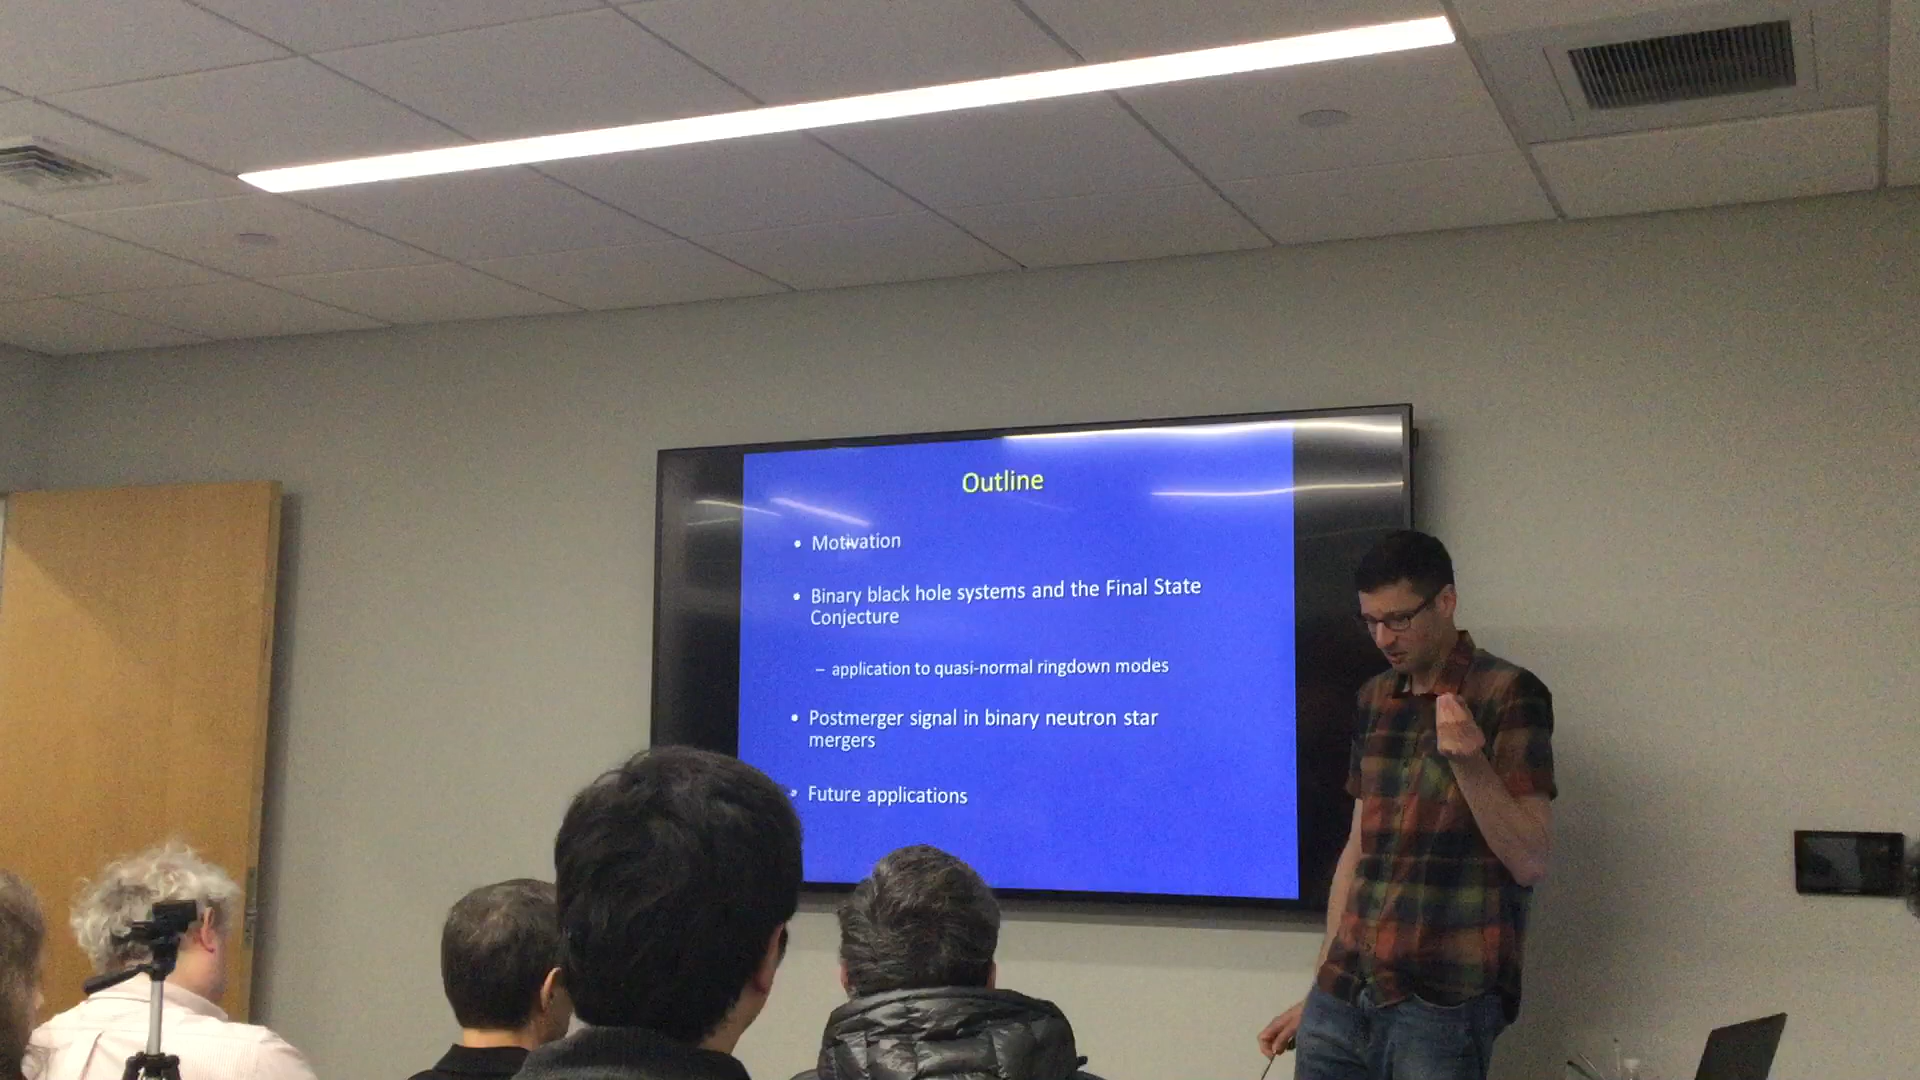 Outline
• Motivation
• Binary black hole systems and the Final State
Conjecture
– application to quasi-normal ringdown modes
• Postmerger signal in binary neutron star
mergers
• Future applications